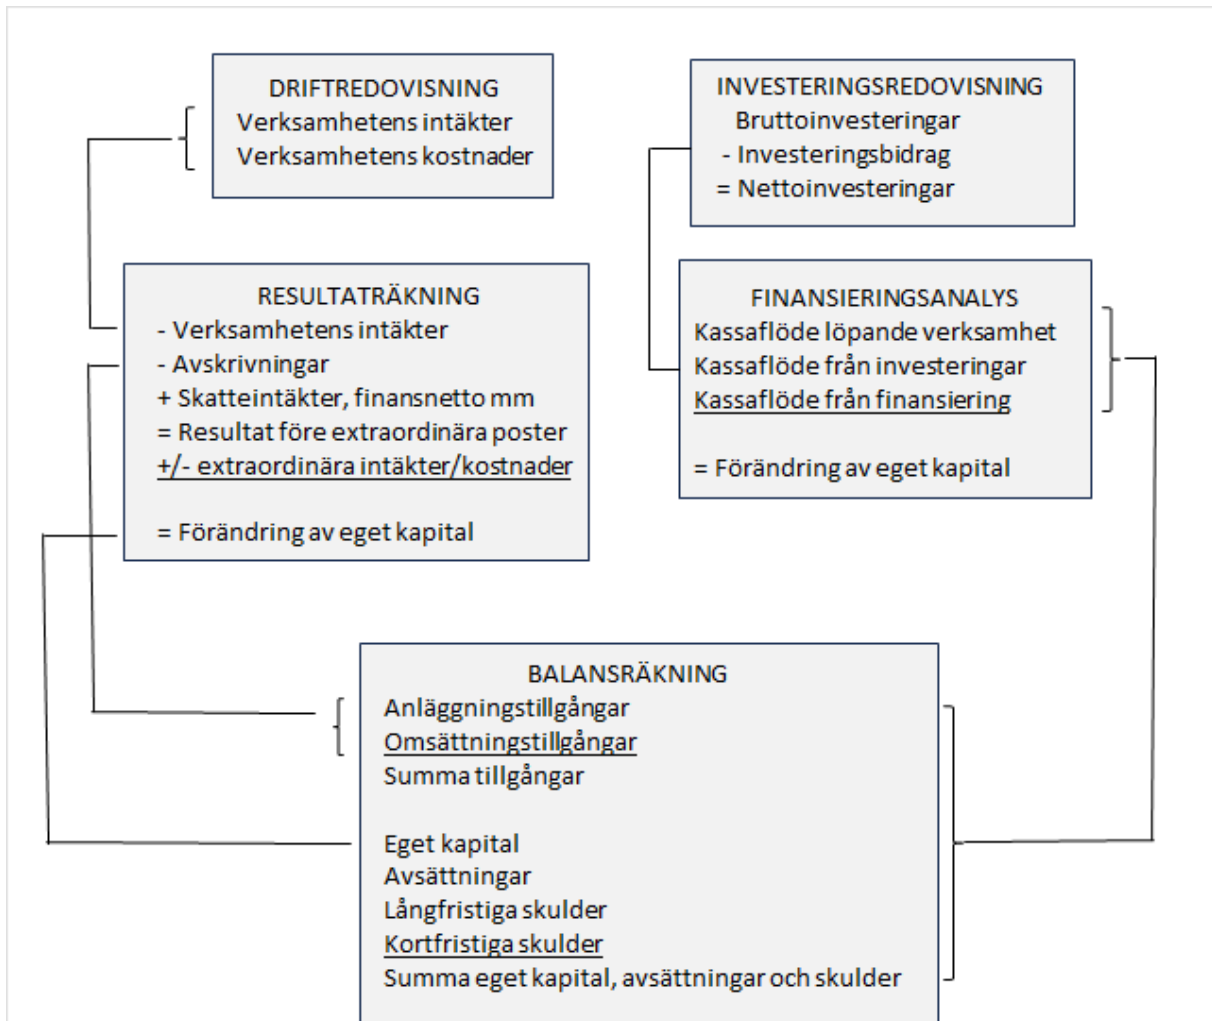 DRIFTREDOVISNING
Verksamhetens intäkter
Verksamhetens kostnader
INVESTERINGSREDOVISNING
Bruttoinvesteringar
- Investeringsbidrag
= Nettoinvesteringar
RESULTATRÄKNING
- Verksamhetens intäkter
- Avskrivningar
+ Skatteintäkter, finansnetto mm
= Resultat före extraordinära poster
+/- extraordinära intäkter/kostnader
= Förändring av eget kapital
FINANSIERINGSANALYS
Kassaflöde löpande verksamhet
Kassaflöde från investeringar
Kassaflöde från finansiering
= Förändring av eget kapital
BALANSRÄKNING
Anläggningstillgångar
Omsättningstillgångar
Summa tillgångar
Eget kapital
Avsättningar
Långfristiga skulder
Kortfristiga skulder
Summa eget kapital, avsättningar och skulder